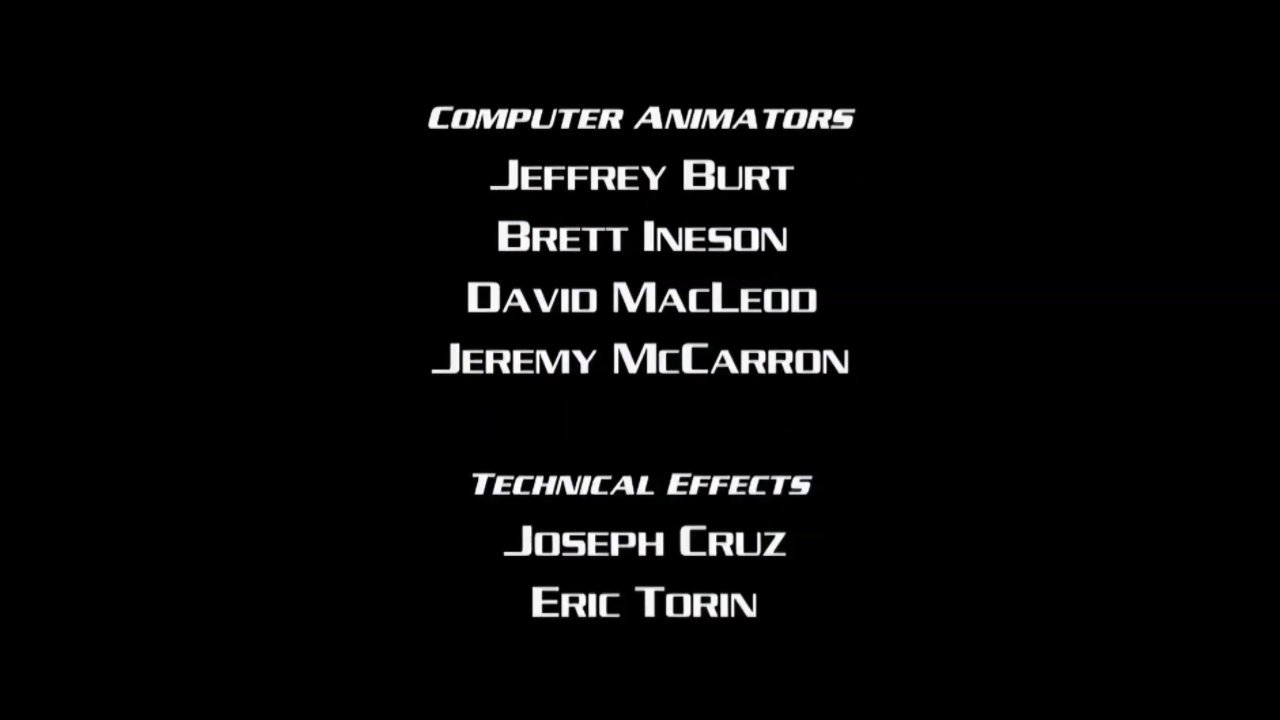 Computer Animators
Jeffrey Burt
Brett Ineson
David MacLeod
Jeremy McCarron
Technical Effects
Joseph Cruz
Eric Torin